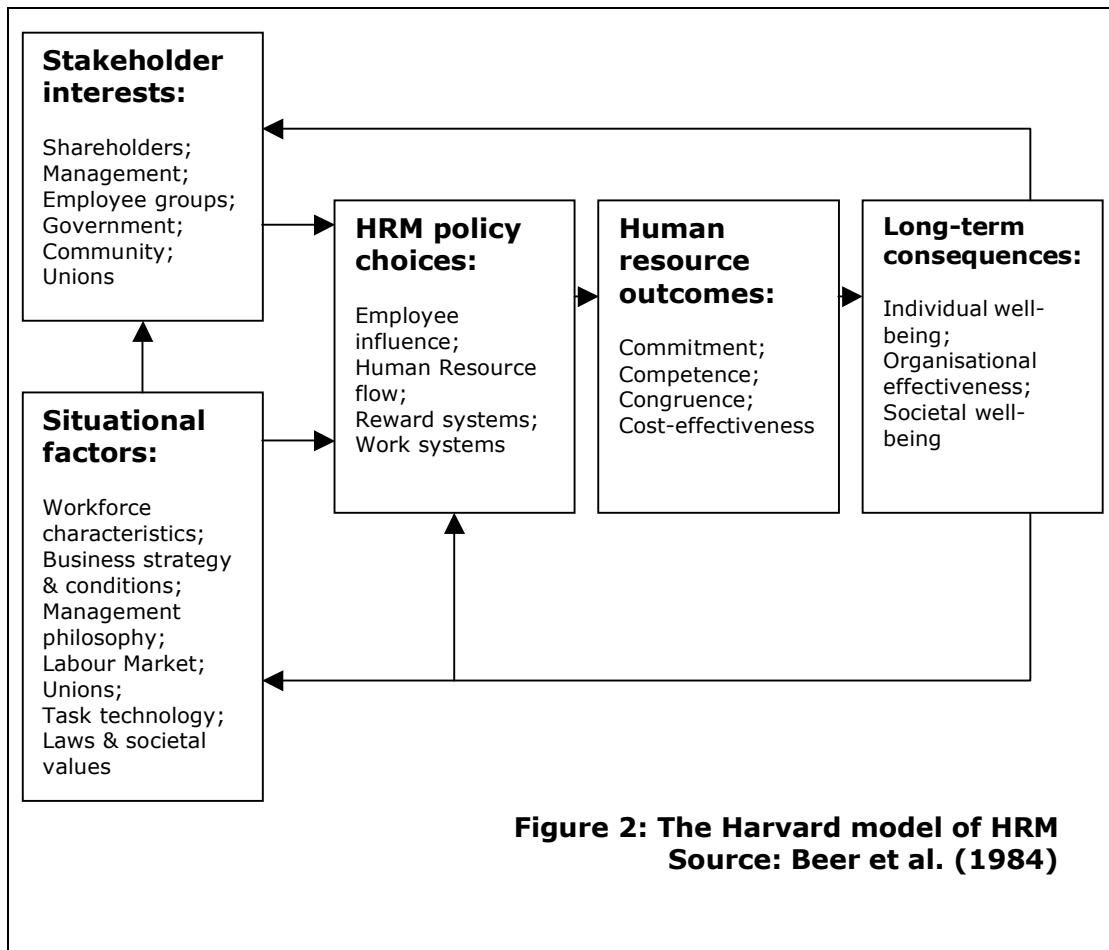 Stakeholder
interests:
Shareholders;
Management;
Employee groups;
Government;
Community;
Unions
Situational
factors:
Workforce
characteristics;
Business strategy
& conditions;
Management
philosophy;
Labour Market;
Unions;
Task technology;
Laws & societal
values
HRM policy
choices:
Employee
influence;
Human Resource
flow;
Reward systems;
Work systems
Human
resource
outcomes:
Commitment;
Competence;
Congruence;
Cost-effectiveness
Long-term
consequences:
Individual well-
being;
Organisational
effectiveness;
Societal well-
being
Figure 2: The Harvard model of HRM
Source: Beer et al. (1984)